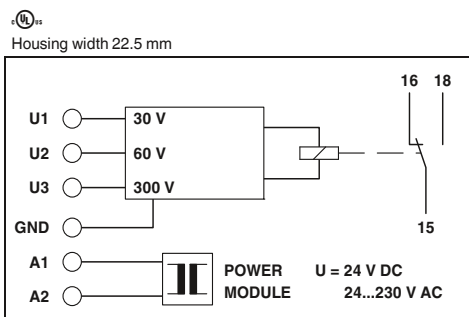 c UL us
Housing width 22.5 mm
16 18
U1 30 V
U2 60 V
U3 300 V
GND
15
A1
A2
POWER U = 24 V DC
MODULE 24...230 V AC